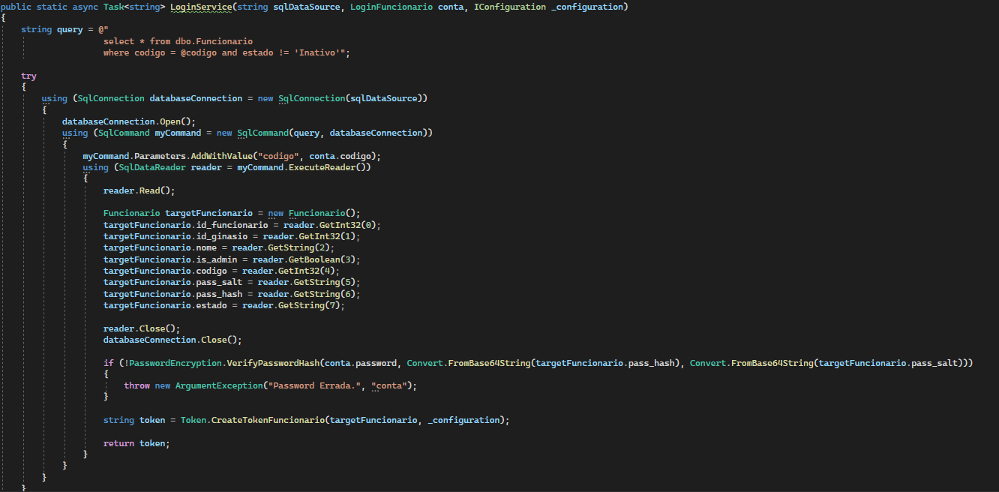 public static async Task<string> LoginService(string sqlDataSource, LoginFuncionario conta, IConfiguration _configuration)
{
    string query = @"
                    select * from dbo.Funcionario
                    where codigo = @codigo and estado != 'Inativo'";

    try
    {
        using (SqlConnection databaseConnection = new SqlConnection(sqlDataSource))
        {
            databaseConnection.Open();
            using (SqlCommand myCommand = new SqlCommand(query, databaseConnection))
            {
                myCommand.Parameters.AddWithValue("codigo", conta.codigo);
                using (SqlDataReader reader = myCommand.ExecuteReader())
                {
                    reader.Read();

                    Funcionario targetFuncionario = new Funcionario();
                    targetFuncionario.id_funcionario = reader.GetInt32(0);
                    targetFuncionario.id_ginasio = reader.GetInt32(1);
                    targetFuncionario.nome = reader.GetString(2);
                    targetFuncionario.is_admin = reader.GetBoolean(3);
                    targetFuncionario.codigo = reader.GetInt32(4);
                    targetFuncionario.pass_salt = reader.GetString(5);
                    targetFuncionario.pass_hash = reader.GetString(6);
                    targetFuncionario.estado = reader.GetString(7);

                    reader.Close();
                    databaseConnection.Close();

                    if (!PasswordEncryption.VerifyPasswordHash(conta.password, Convert.FromBase64String(targetFuncionario.pass_hash), Convert.FromBase64String(targetFuncionario.pass_salt)))
                    {
                        throw new ArgumentException("Password Errada.", "conta");
                    }

                    string token = Token.CreateTokenFuncionario(targetFuncionario, _configuration);

                    return token;
                }
            }
        }
    }